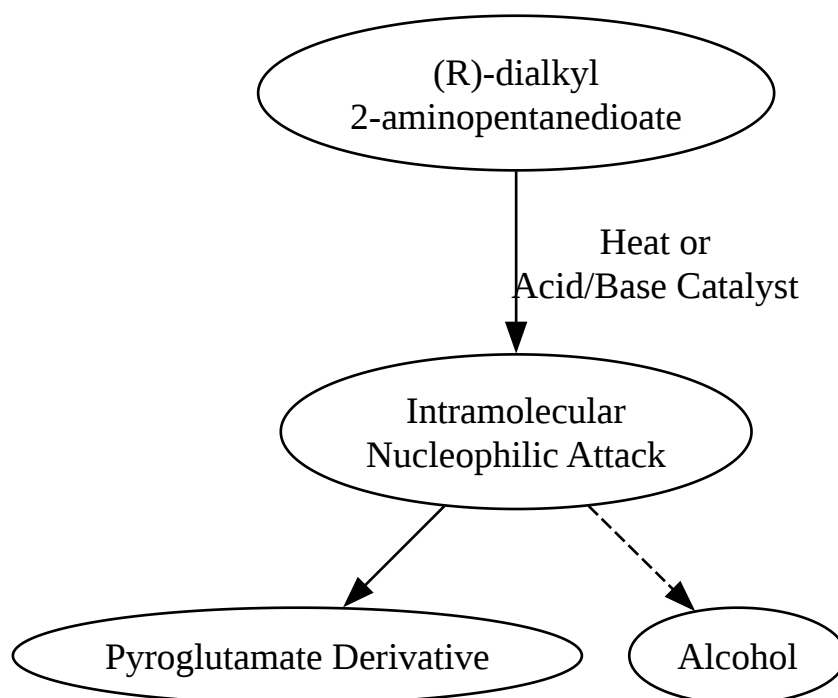 (R)-dialkyl
2-aminopentanedioate
Heat or
Acid/Base Catalyst
Intramolecular
Nucleophilic Attack
Pyroglutamate Derivative
Alcohol